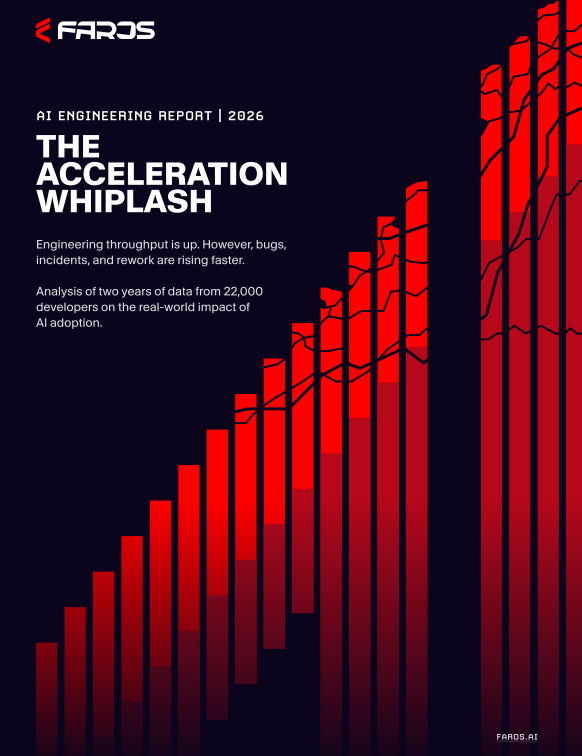 FAROS
AI ENGINEERING REPORT | 2026
THE
ACCELERATION
WHIPLASH
Engineering throughput is up. However, bugs,
incidents, and rework are rising faster.
Analysis of two years of data from 22,000
developers on the real-world impact of
AI adoption.
FAROS.AI